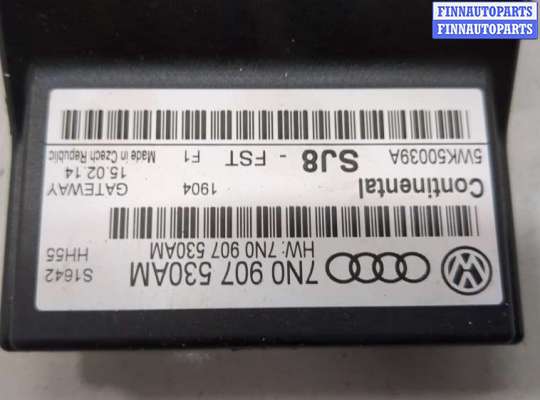 FINNAUTOPARTS
FINNAUTOPARTS
FINNAUTOPARTS
7N0 907 530AM
HW: 7N0 907 530AM
S1642
HH55
Continental
1904
GATEWAY
SJ8 - FST F1
15.02.14
5WK50039A
Made in Czech Republic